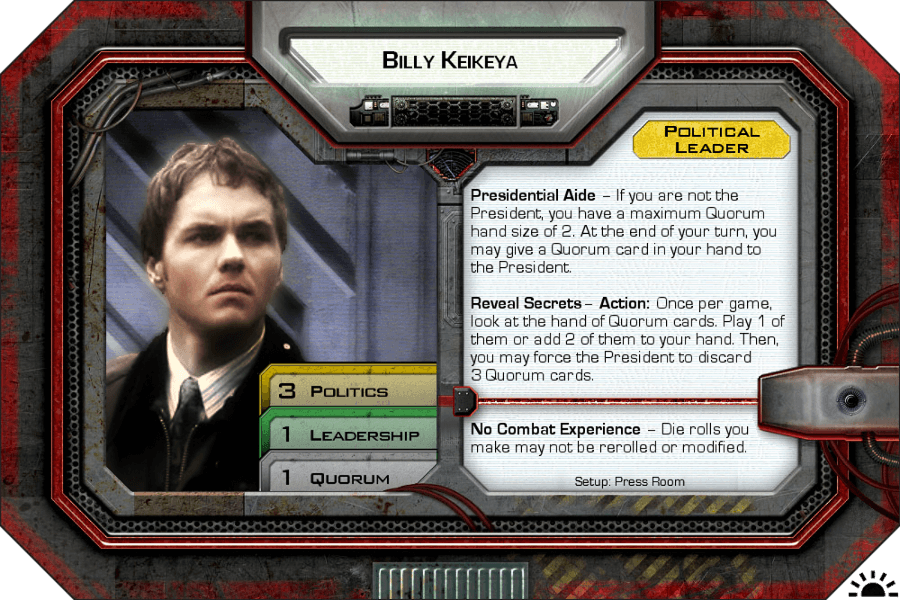 Billy Keikeya
Political
Leader
Presidential Aide – If you are not the
President, you have a maximum Quorum
hand size of 2. At the end of your turn, you
may give a Quorum card in your hand to
the President.
Reveal Secrets – Action: Once per game,
look at the hand of Quorum cards. Play 1 of
them or add 2 of them to your hand. Then,
you may force the President to discard
3 Quorum cards.
3 Politics
1 Leadership
1 Quorum
No Combat Experience – Die rolls you
make may not be rerolled or modified.
Setup: Press Room